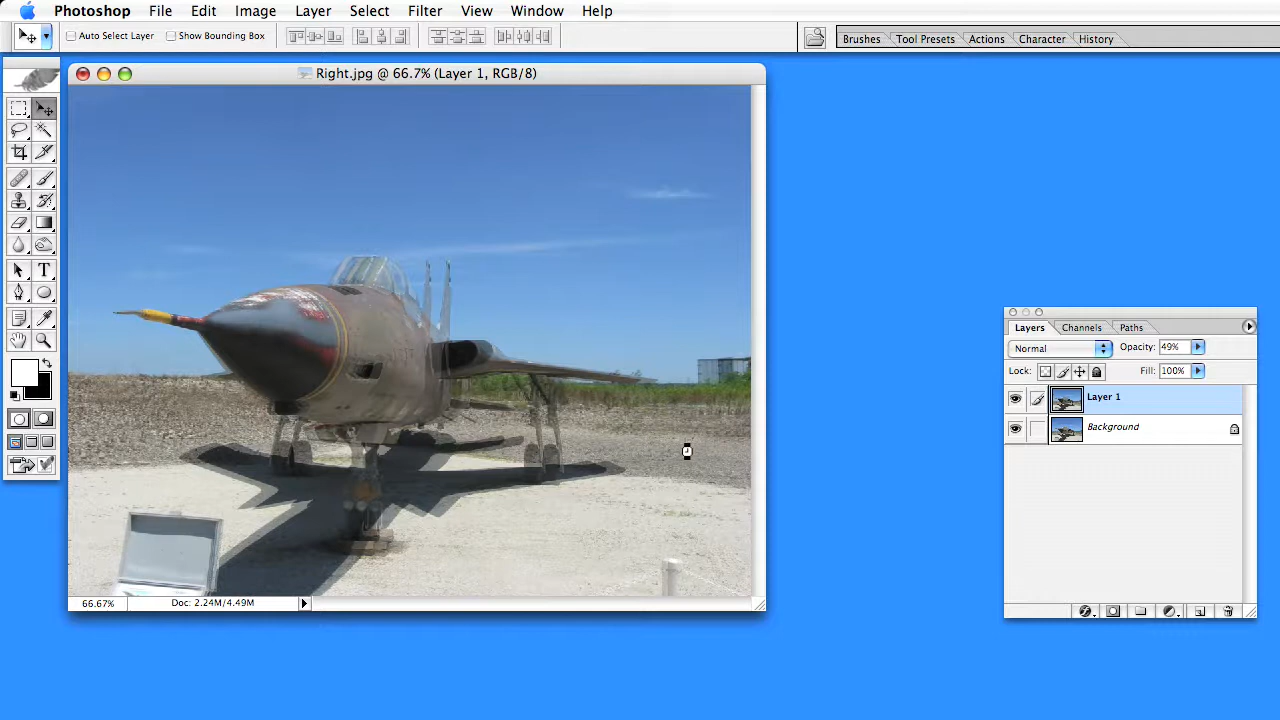 Photoshop File Edit Image Layer Select Filter View Window Help
Auto Select Layer Show Bounding Box
Brushes Tool Presets Actions Character History
Right.jpg @ 66.7% (Layer 1, RGB/8)
Layers Channels Paths
Normal Opacity: 49%
Lock: Fill: 100%
Layer 1
Background
66.67% Doc: 2.24M/4.49M